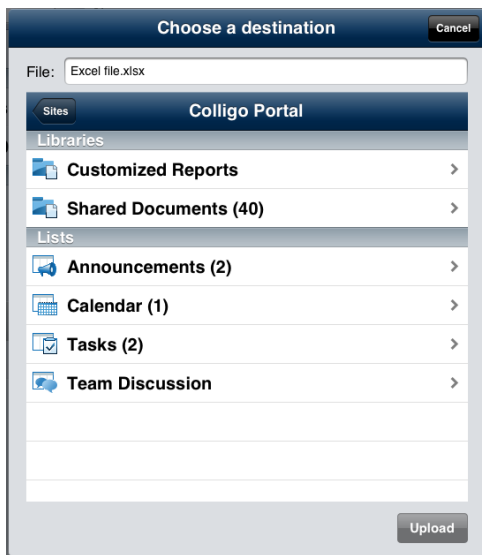 Choose a destination Cancel
File: Excel file.xlsx
Sites Colligo Portal
Libraries
Customized Reports
Shared Documents (40)
Lists
Announcements (2)
Calendar (1)
Tasks (2)
Team Discussion
Upload